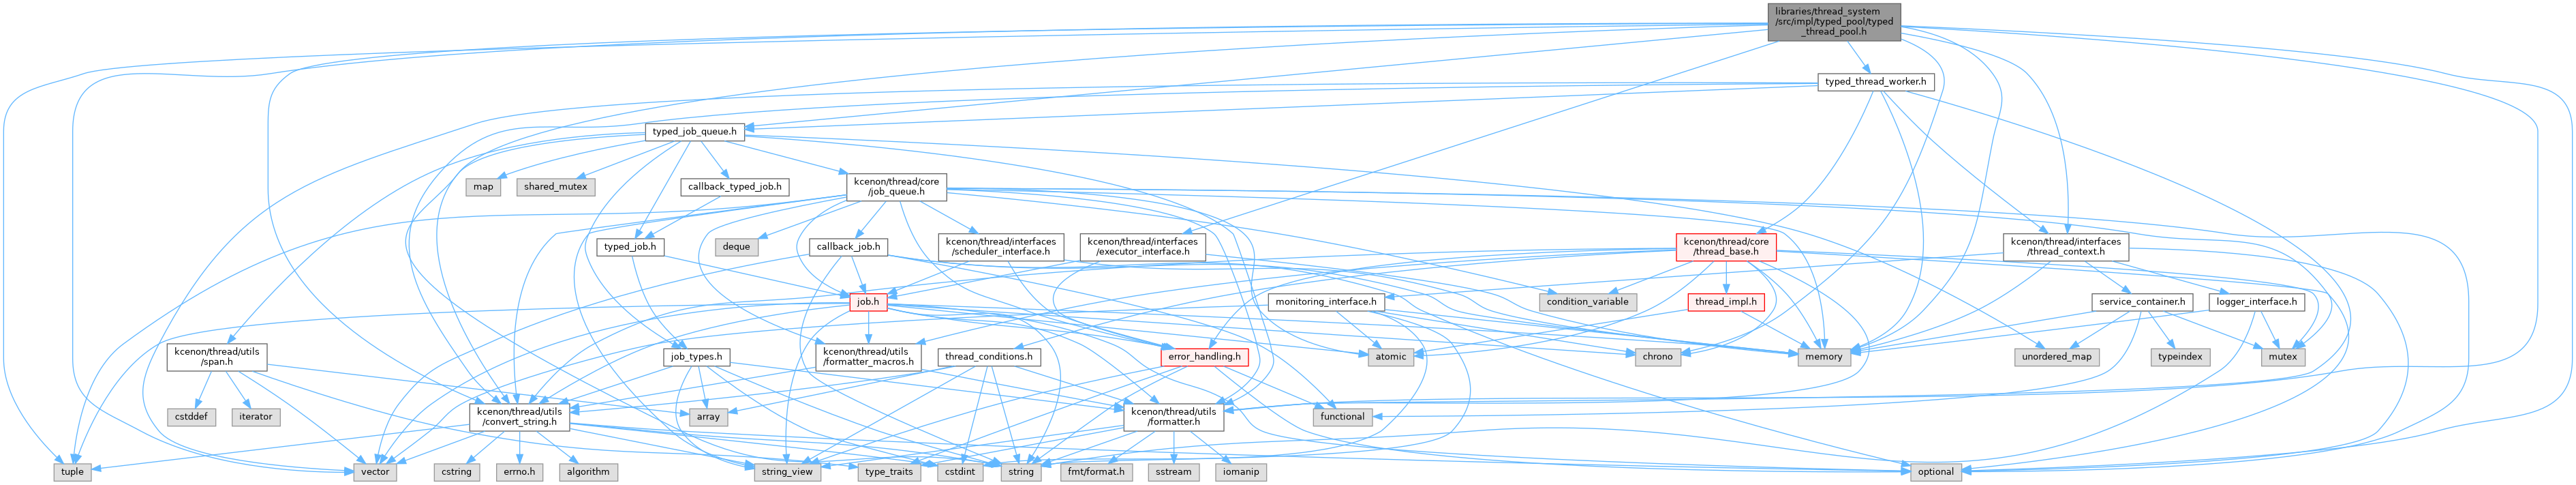 libraries/thread_system
/src/impl/typed_pool/typed
_thread_pool.h
typed_thread_worker.h
typed_job_queue.h
map
shared_mutex
callback_typed_job.h
kcenon/thread/core
/job_queue.h
typed_job.h
deque
callback_job.h
kcenon/thread/interfaces
/scheduler_interface.h
kcenon/thread/interfaces
/executor_interface.h
kcenon/thread/core
/thread_base.h
kcenon/thread/interfaces
/thread_context.h
job.h
monitoring_interface.h
condition_variable
thread_impl.h
service_container.h
logger_interface.h
kcenon/thread/utils
/span.h
job_types.h
kcenon/thread/utils
/formatter_macros.h
thread_conditions.h
error_handling.h
atomic
chrono
memory
unordered_map
typeindex
mutex
cstddef
iterator
kcenon/thread/utils
/convert_string.h
array
kcenon/thread/utils
/formatter.h
functional
tuple
vector
cstring
errno.h
algorithm
string_view
type_traits
cstdint
string
fmt/format.h
sstream
iomanip
optional